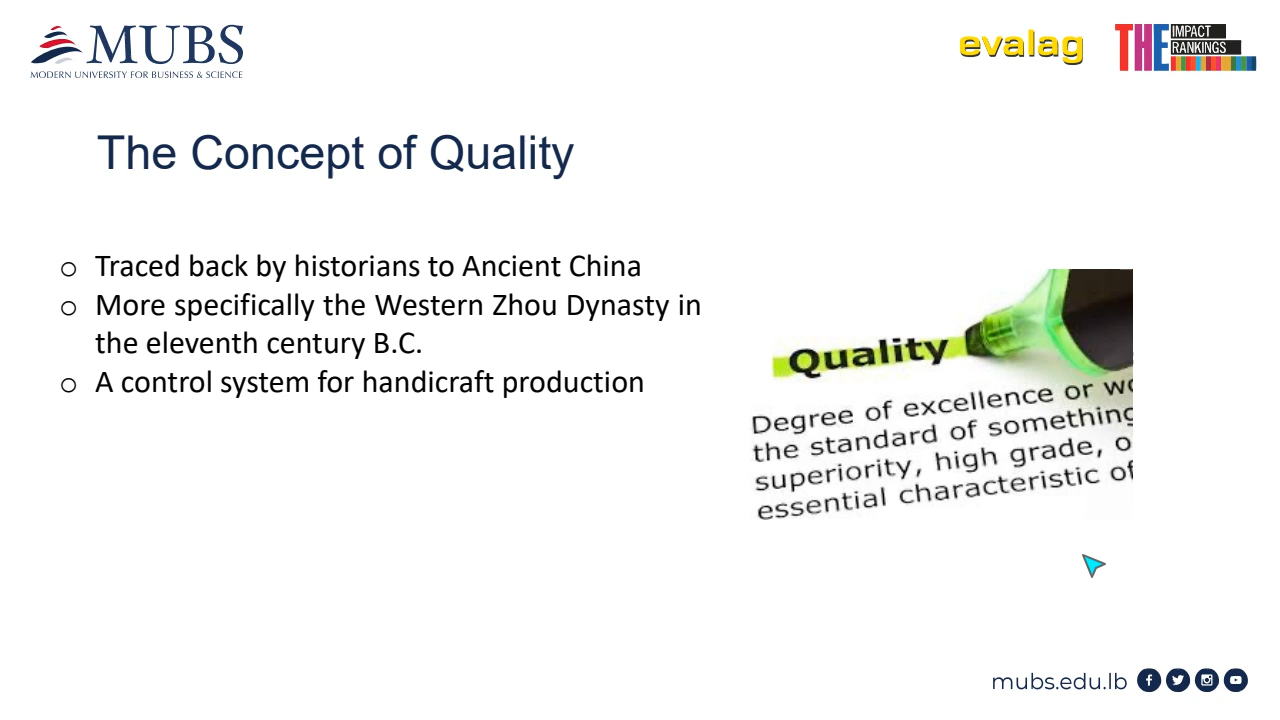 MUBS
MODERN UNIVERSITY FOR BUSINESS & SCIENCE
evalag
THE IMPACT
RANKINGS
The Concept of Quality
o Traced back by historians to Ancient China
o More specifically the Western Zhou Dynasty in
the eleventh century B.C.
o A control system for handicraft production
Quality
Degree of excellence or
the standard of something
superiority, high grade,
essential characteristic of
mubs.edu.lb